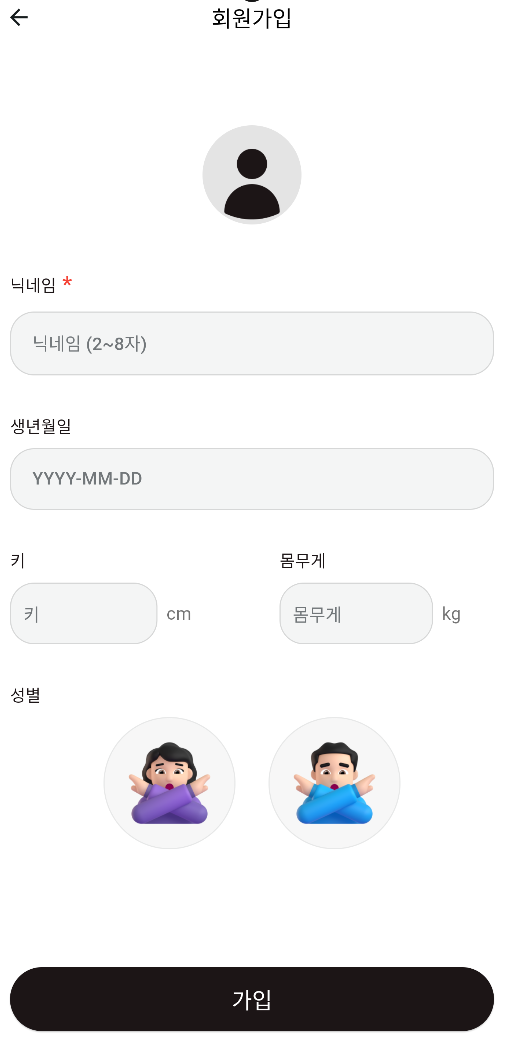 회원가입
닉네임 *
닉네임 (2~8자)
생년월일
YYYY-MM-DD
키 몸무게
키 cm 몸무게 kg
성별
가입